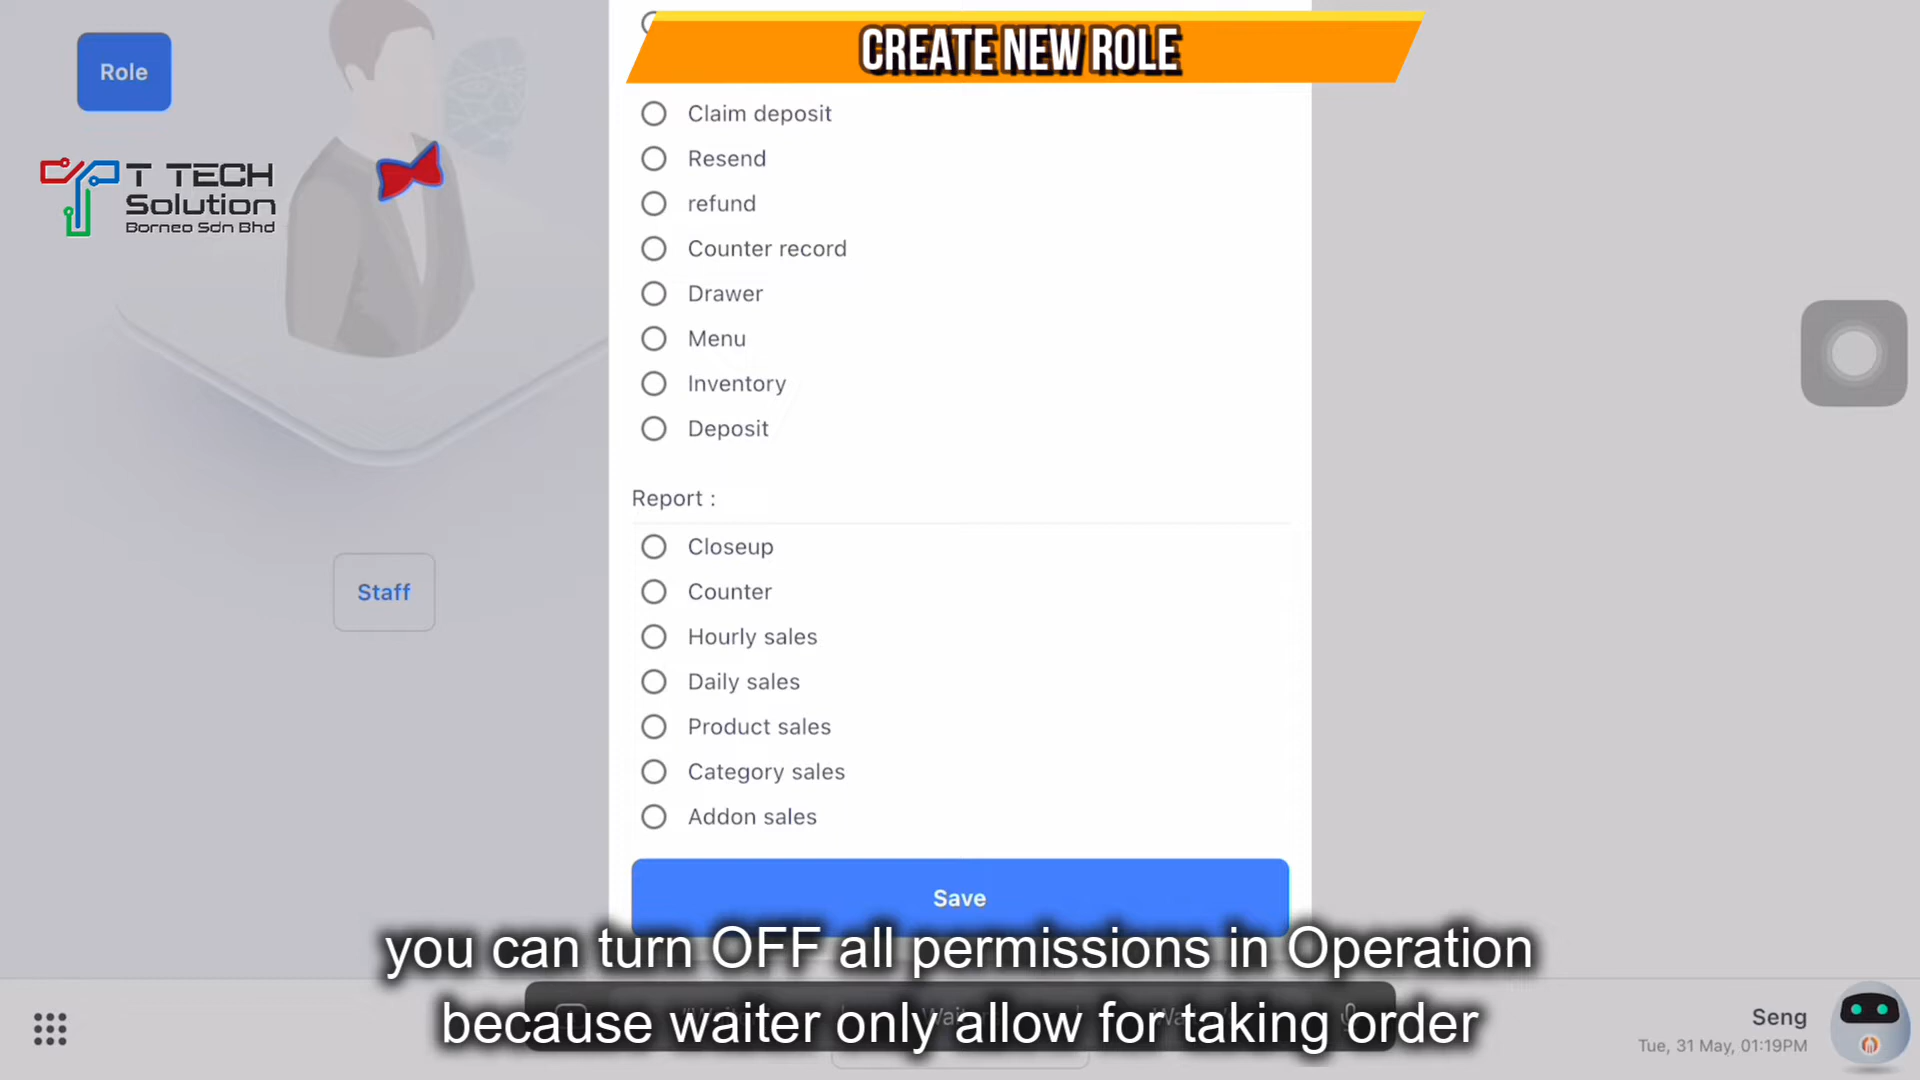 CREATE NEW ROLE
Role
T TECH
Solution
Borneo Sdn Bhd
Claim deposit
Resend
refund
Counter record
Drawer
Menu
Inventory
Deposit
Report :
Closeup
Counter
Hourly sales
Daily sales
Product sales
Category sales
Addon sales
Staff
Save
you can turn OFF all permissions in Operation
because waiter only allow for taking order
Seng
Tue, 31 May, 01:19PM